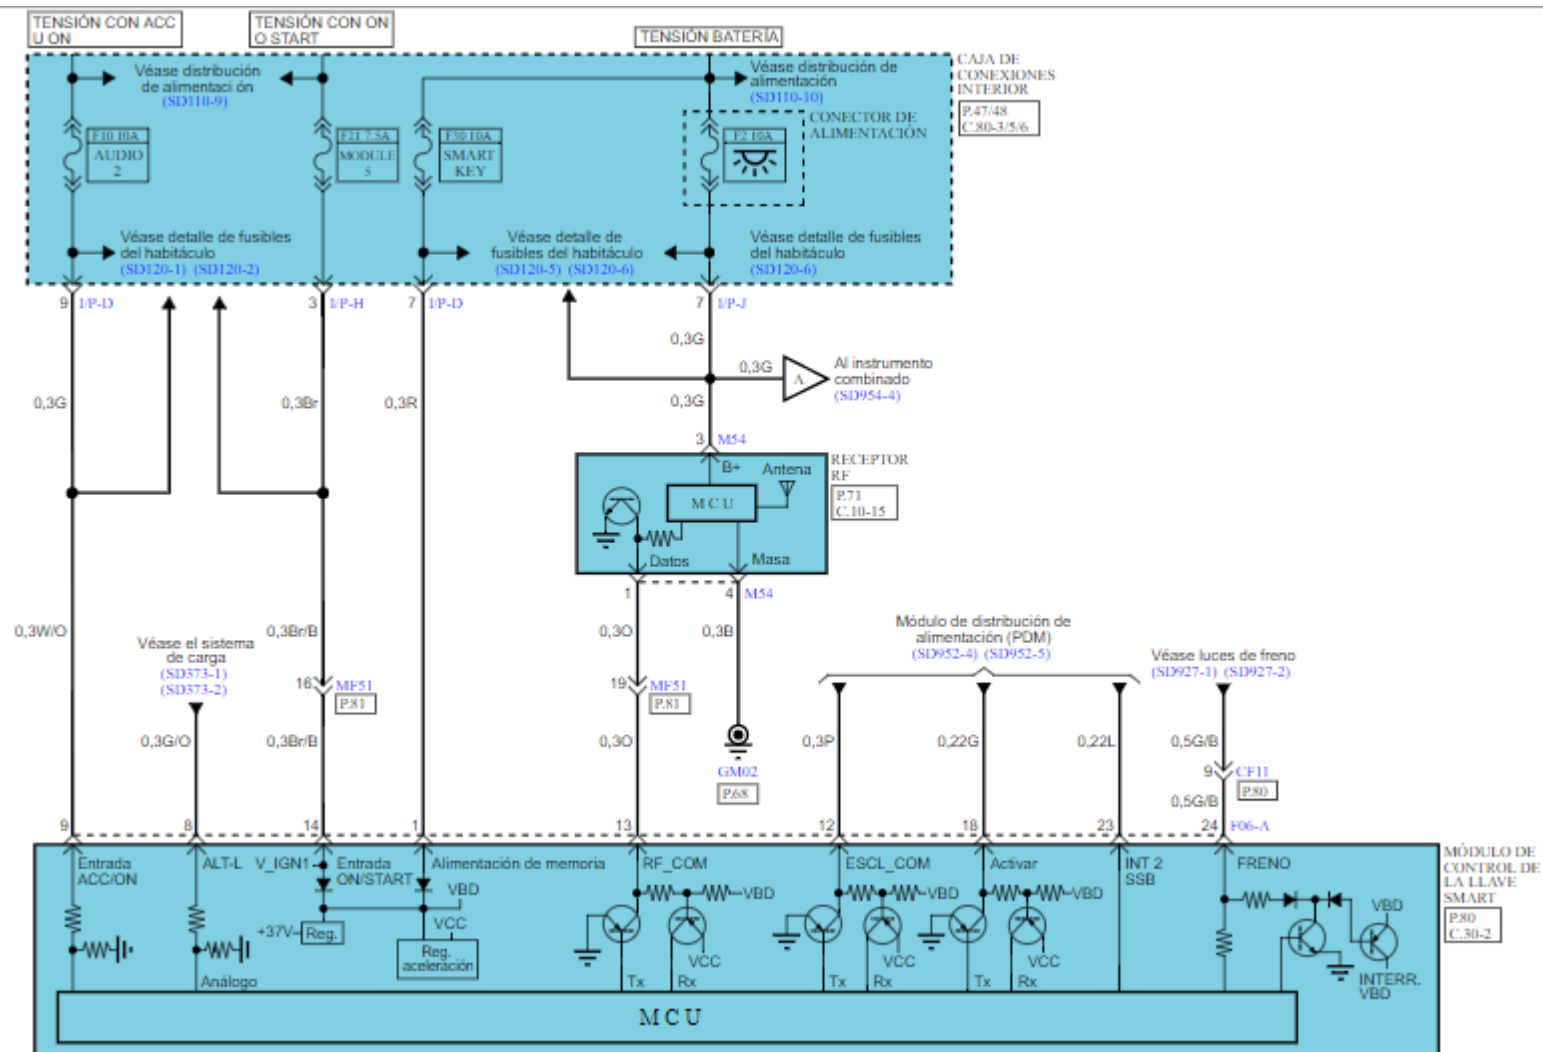 TENSIÓN CON ACC
U ON
TENSIÓN CON ON
O START
TENSIÓN BATERÍA
Véase distribución
de alimentaci ón
(SD110-9)
Véase distribución de
alimentación
(SD110-10)
CAJA DE
CONEXIONES
INTERIOR
P.47/48
C.80-3/5/6
CONECTOR DE
ALIMENTACIÓN
F10 10A
AUDIO
2
F21 7.5A
MODULE
5
F30 10A
SMART
KEY
F2 10A
Véase detalle de fusibles
del habitáculo
(SD120-1) (SD120-2)
Véase detalle de
fusibles del habitáculo
(SD120-5) (SD120-6)
Véase detalle de fusibles
del habitáculo
(SD120-6)
9 I/P-D
3 I/P-H
7 I/P-D
7 I/P-J
0,3G
0,3G
A
Al instrumento
combinado
(SD954-4)
0,3G
0,3Br
0,3R
0,3G
3 M54
RECEPTOR
RF
P.71
C.10-15
B+
Antena
M C U
Datos
Masa
1
4 M54
0,3W/O
Véase el sistema
de carga
(SD373-1)
(SD373-2)
0,3Br/B
0,3O
0,3B
Módulo de distribución de
alimentación (PDM)
(SD952-4) (SD952-5)
Véase luces de freno
(SD927-1) (SD927-2)
16 MF51
P.81
19 MF51
P.81
0,3G/O
0,3Br/B
0,3O
GM02
P.68
0,3P
0,22G
0,22L
0,5G/B
9 CF11
P.80
0,5G/B
9
8
14
1
13
12
18
23
24 F06-A
MÓDULO DE
CONTROL DE
LA LLAVE
SMART
P.80
C.30-2
Entrada
ACC/ON
ALT-L
V_IGN1
Entrada
ON/START
Alimentación de memoria
RF_COM
ESCL_COM
Activar
INT 2
SSB
FRENO
VBD
VBD
VBD
VBD
VBD
+37V
Reg.
VCC
Reg.
aceleración
VCC
VCC
VCC
INTERR.
VBD
Análogo
Tx
Rx
Tx
Rx
Tx
Rx
M C U